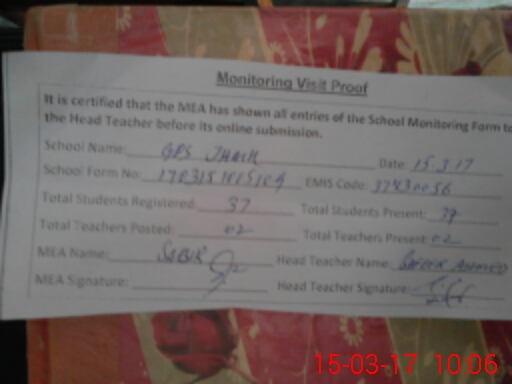 Monitoring Visit Proof
It is certified that the MEA has shown all entries of the School Monitoring Form to
the Head Teacher before its online submission.
School Name: GPS Date: 15.3.17
School Form No: EMIS Code:
Total Students Registered: 37 Total Students Present:
Total Teachers Posted: 02 Total Teachers Present: 02
MEA Name: Head Teacher Name:
MEA Signature: Head Teacher Signature:
15-03-17 10:06